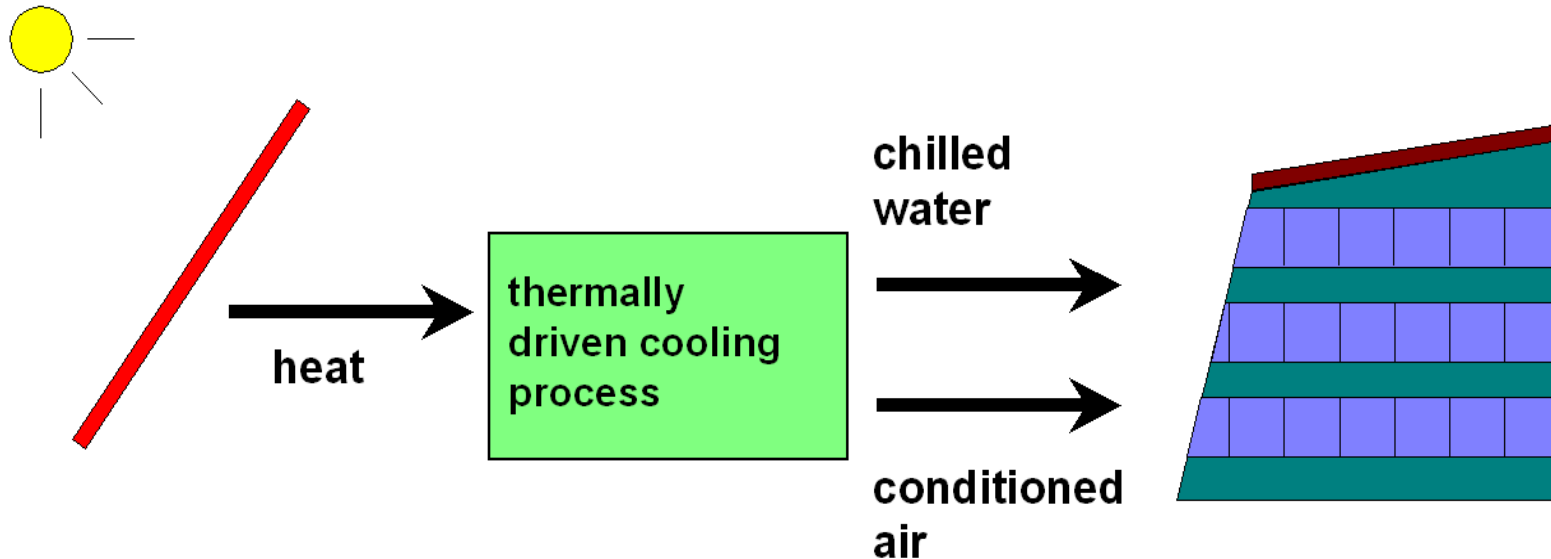 heat
thermally
driven cooling
process
chilled
water
conditioned
air